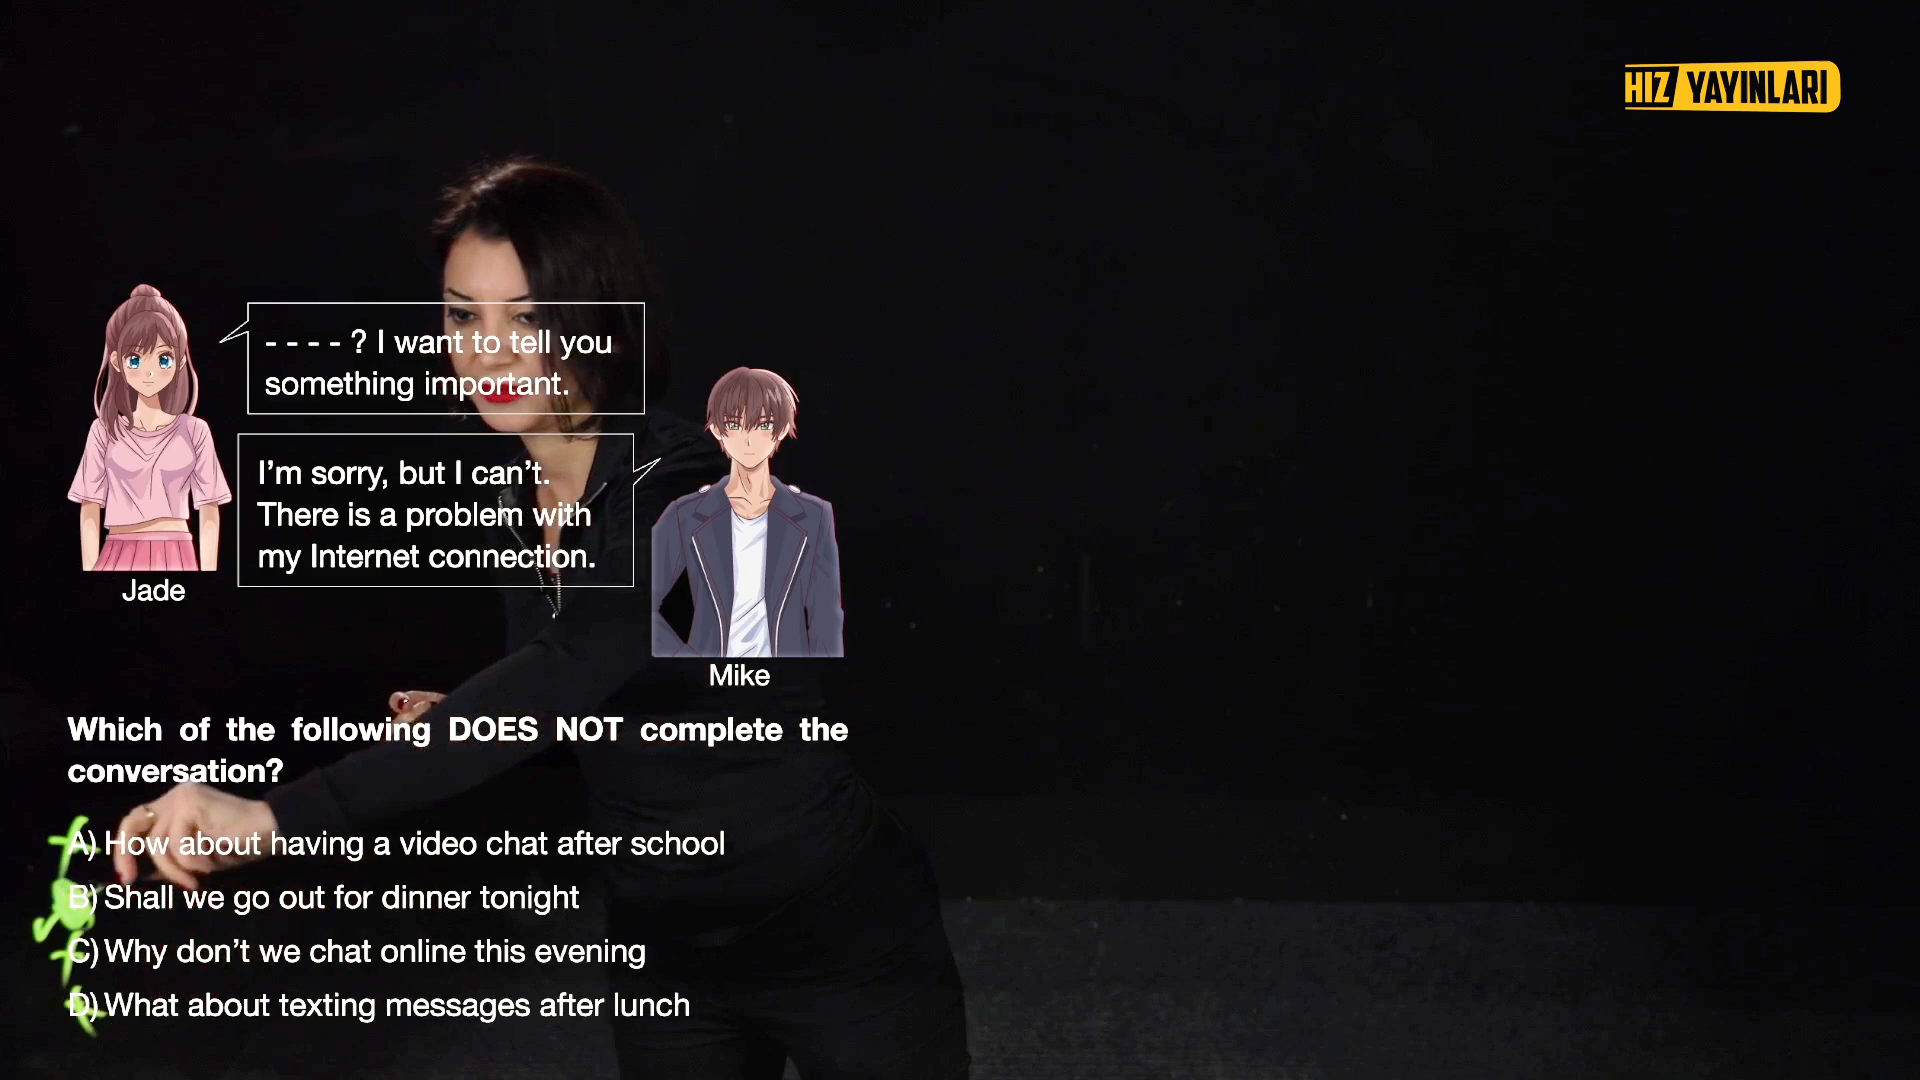 HIZ YAYINLARI
- - - - ? I want to tell you
something important.
I'm sorry, but I can't.
There is a problem with
my Internet connection.
Jade
Mike
Which of the following DOES NOT complete the
conversation?
A) How about having a video chat after school
B) Shall we go out for dinner tonight
C) Why don't we chat online this evening
D) What about texting messages after lunch